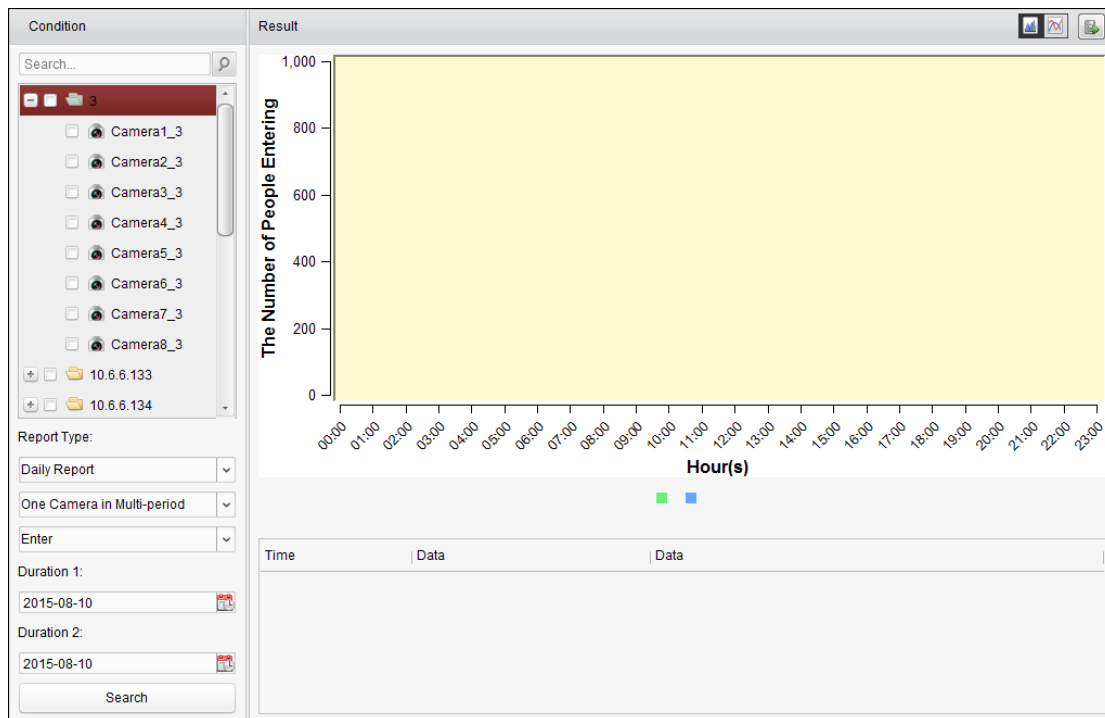 Condition
Search...
3
Camera1_3
Camera2_3
Camera3_3
Camera4_3
Camera5_3
Camera6_3
Camera7_3
Camera8_3
10.6.6.133
10.6.6.134
Report Type:
Daily Report
One Camera in Multi-period
Enter
Duration 1:
2015-08-10
Duration 2:
2015-08-10
Search
Result
The Number of People Entering
1,000
800
600
400
200
0
00:00 01:00 02:00 03:00 04:00 05:00 06:00 07:00 08:00 09:00 10:00 11:00 12:00 13:00 14:00 15:00 16:00 17:00 18:00 19:00 20:00 21:00 22:00 23:00
Hour(s)
Time Data Data